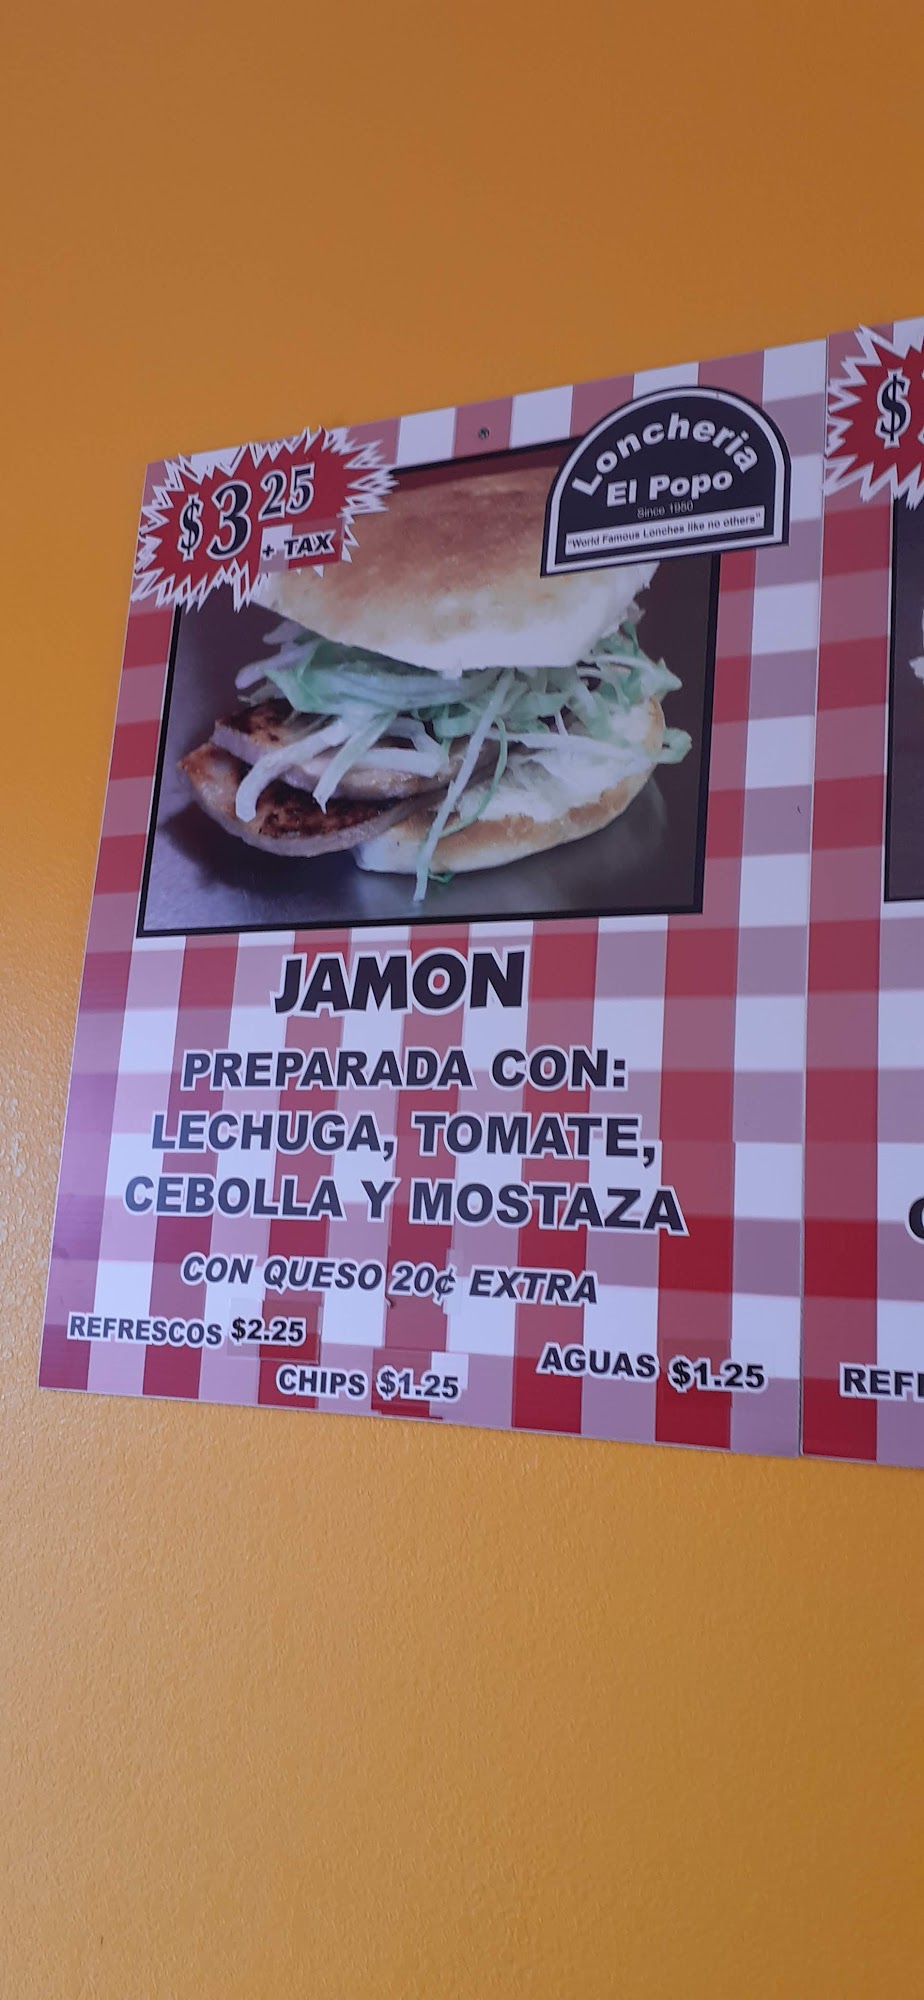 $3.25
+ TAX
Loncheria
El Popo
Since 1980
"World Famous Lonches like no others"
JAMON
PREPARADA CON:
LECHUGA, TOMATE,
CEBOLLA Y MOSTAZA
CON QUESO 20¢ EXTRA
REFRESCOS $2.25
CHIPS $1.25
AGUAS $1.25
$
REF